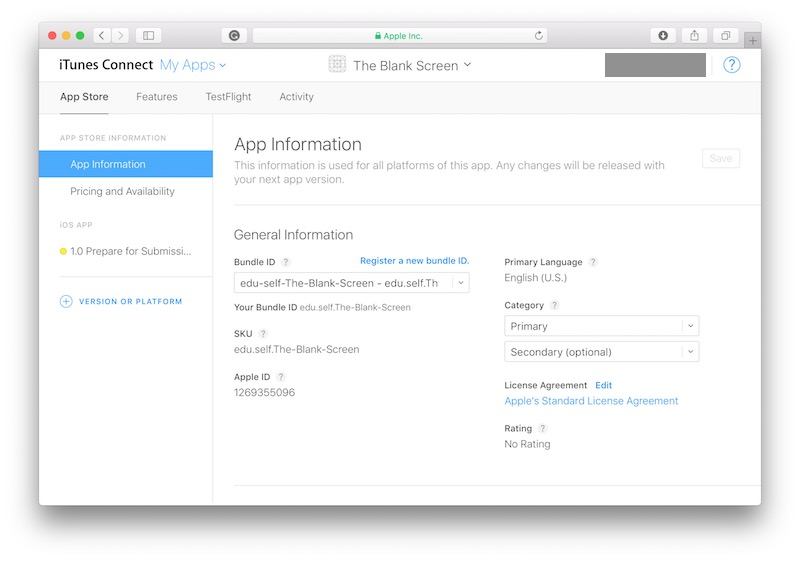 Apple Inc.
iTunes Connect My Apps
The Blank Screen
?
App Store Features TestFlight Activity
APP STORE INFORMATION
App Information
Pricing and Availability
iOS APP
1.0 Prepare for Submissi...
VERSION OR PLATFORM
App Information
This information is used for all platforms of this app. Any changes will be released with
your next app version.
Save
General Information
Bundle ID ? Register a new bundle ID.
edu-self-The-Blank-Screen - edu.self.Th
Your Bundle ID edu.self.The-Blank-Screen
SKU ?
edu.self.The-Blank-Screen
Apple ID ?
1269355096
Primary Language ?
English (U.S.)
Category ?
Primary
Secondary (optional)
License Agreement Edit
Apple's Standard License Agreement
Rating ?
No Rating